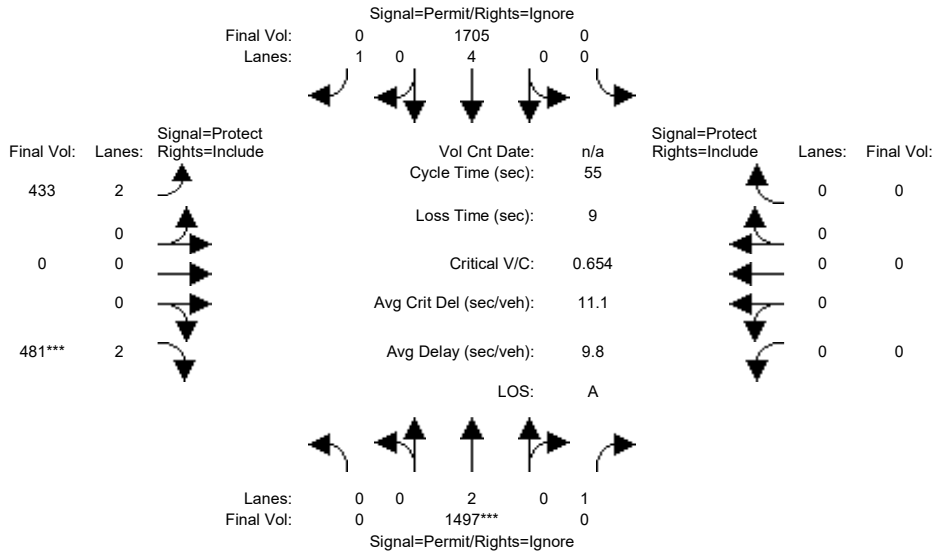 Signal=Permit/Rights=Ignore
Final Vol: 0 1705 0
Lanes: 1 0 4 0 0
Signal=Protect Signal=Protect
Final Vol: Lanes: Rights=Include Vol Cnt Date: n/a Rights=Include Lanes: Final Vol:
Cycle Time (sec): 55
433 2 0 0
Loss Time (sec): 9
0 0
0 0 Critical V/C: 0.654 0 0
0 Avg Crit Del (sec/veh): 11.1 0
481*** 2 Avg Delay (sec/veh): 9.8 0 0
LOS: A
Lanes: 0 0 2 0 1
Final Vol: 0 1497*** 0
Signal=Permit/Rights=Ignore